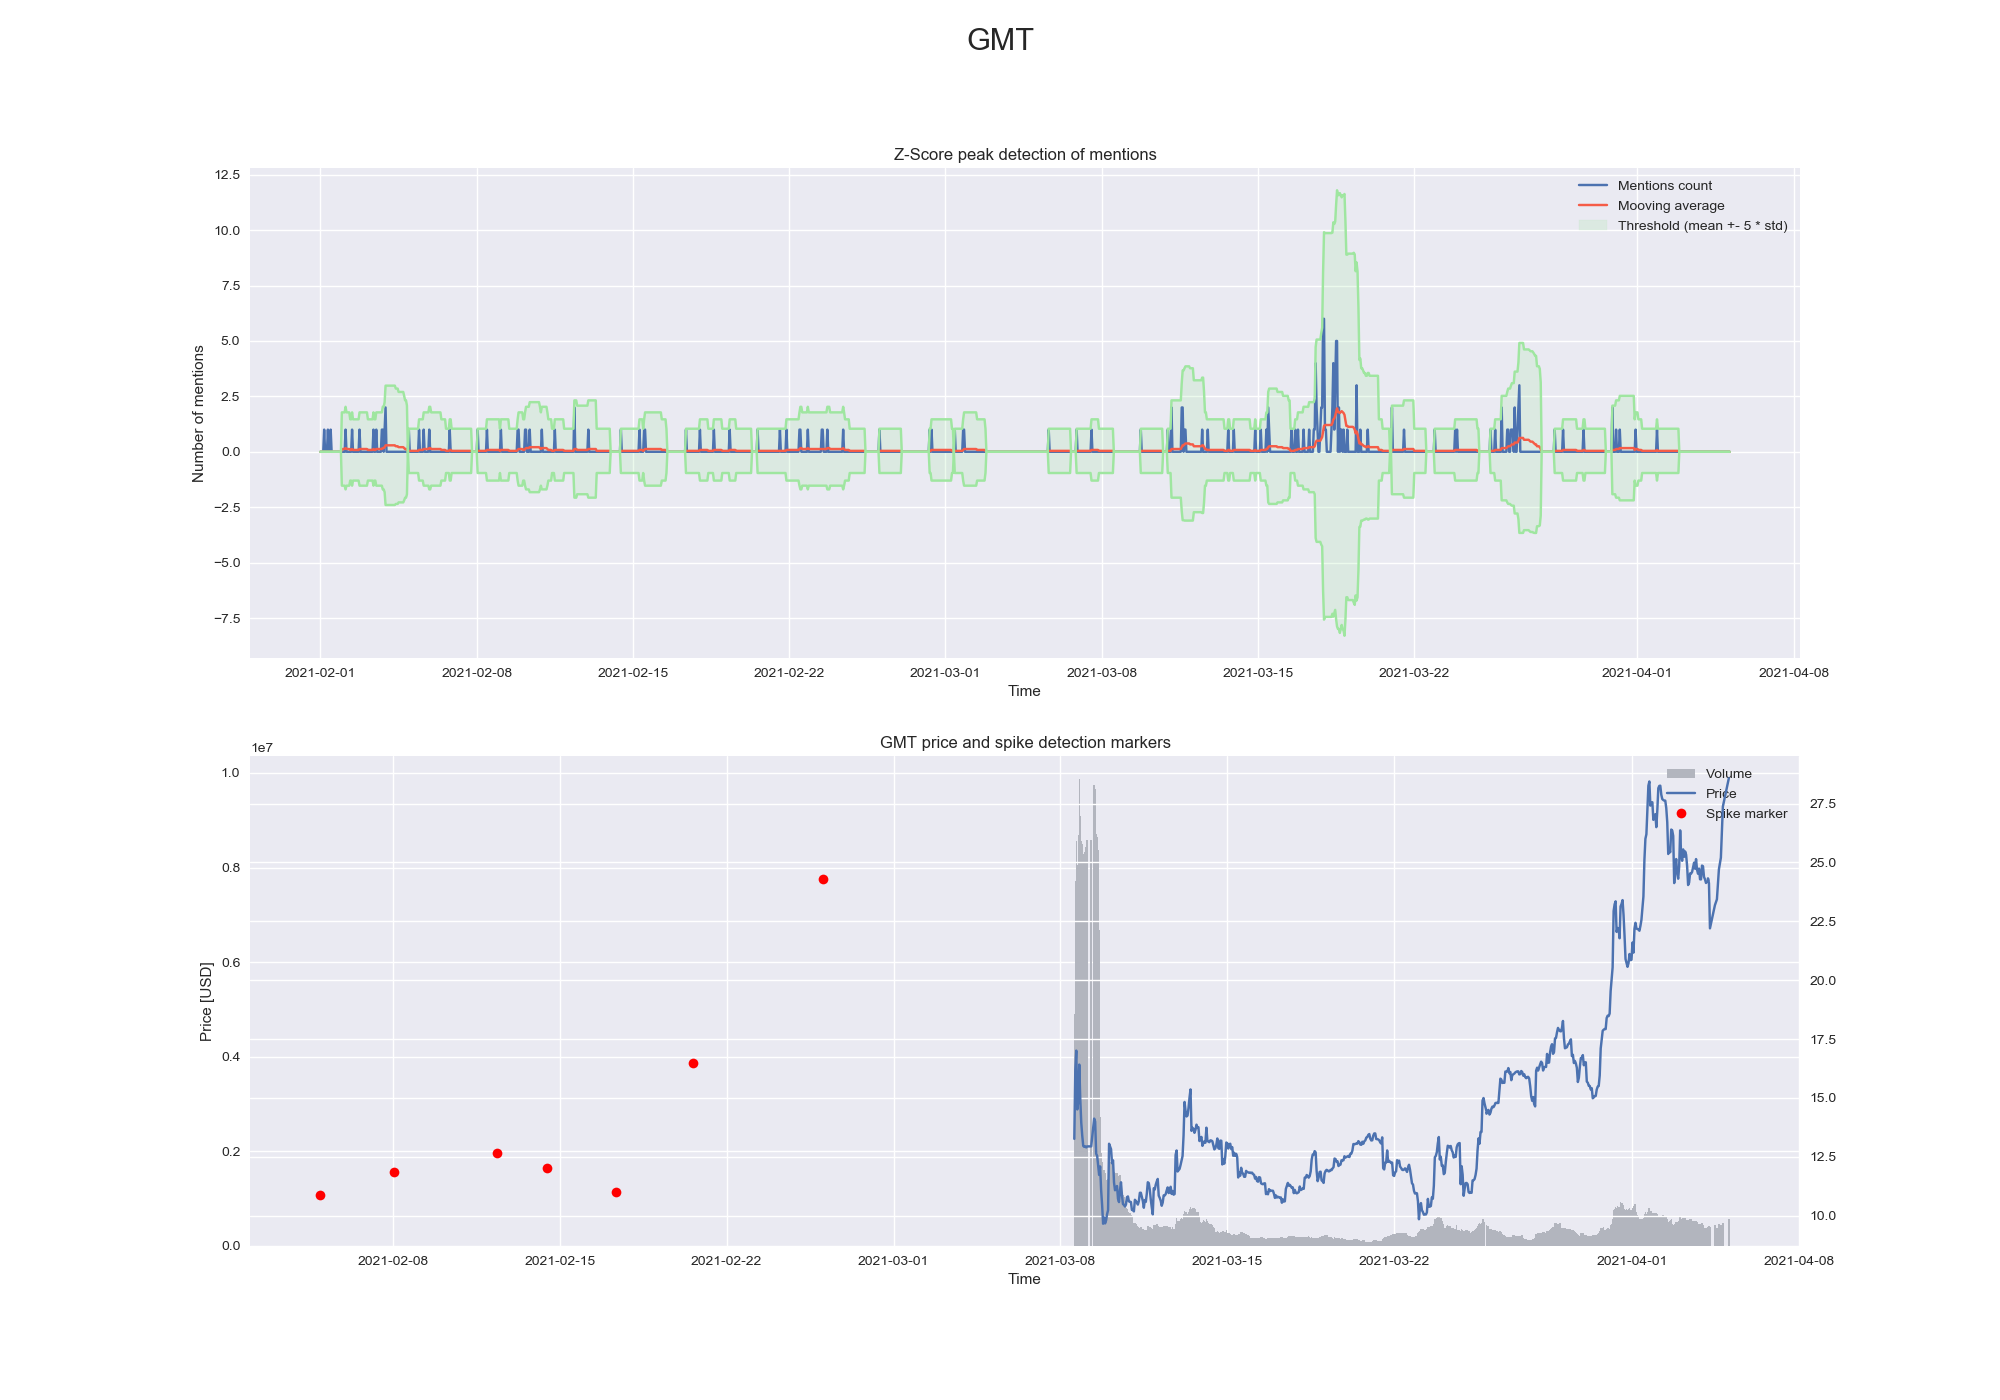 GMT
Z-Score peak detection of mentions
12.5
10.0
7.5
5.0
2.5
0.0
−2.5
−5.0
−7.5
Number of mentions
Mentions count
Mooving average
Threshold (mean +- 5 * std)
2021-02-01 2021-02-08 2021-02-15 2021-02-22 2021-03-01 2021-03-08 2021-03-15 2021-03-22 2021-04-01 2021-04-08
Time
GMT price and spike detection markers
1e7
1.0
0.8
0.6
0.4
0.2
0.0
Price [USD]
Volume
Price
Spike marker
27.5
25.0
22.5
20.0
17.5
15.0
12.5
10.0
2021-02-08 2021-02-15 2021-02-22 2021-03-01 2021-03-08 2021-03-15 2021-03-22 2021-04-01 2021-04-08
Time